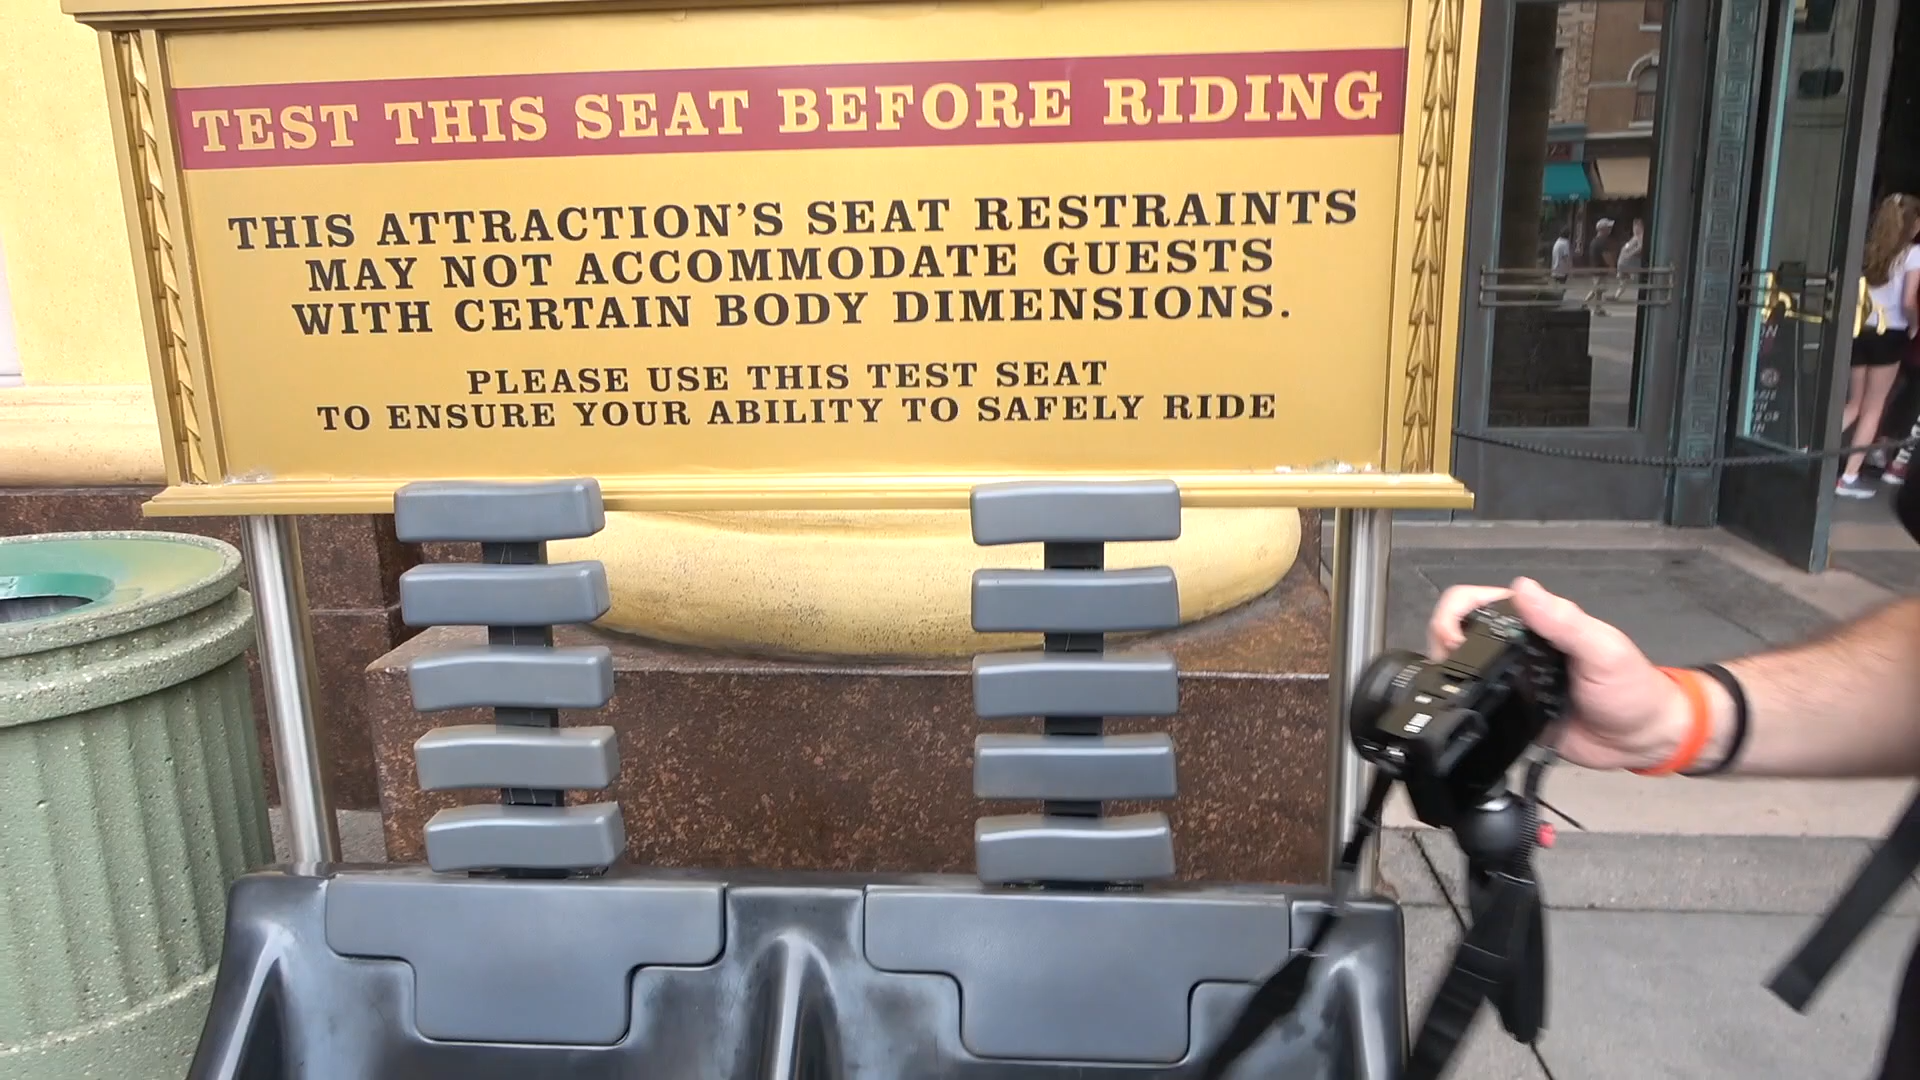 TEST THIS SEAT BEFORE RIDING
THIS ATTRACTION'S SEAT RESTRAINTS
MAY NOT ACCOMMODATE GUESTS
WITH CERTAIN BODY DIMENSIONS.
PLEASE USE THIS TEST SEAT
TO ENSURE YOUR ABILITY TO SAFELY RIDE